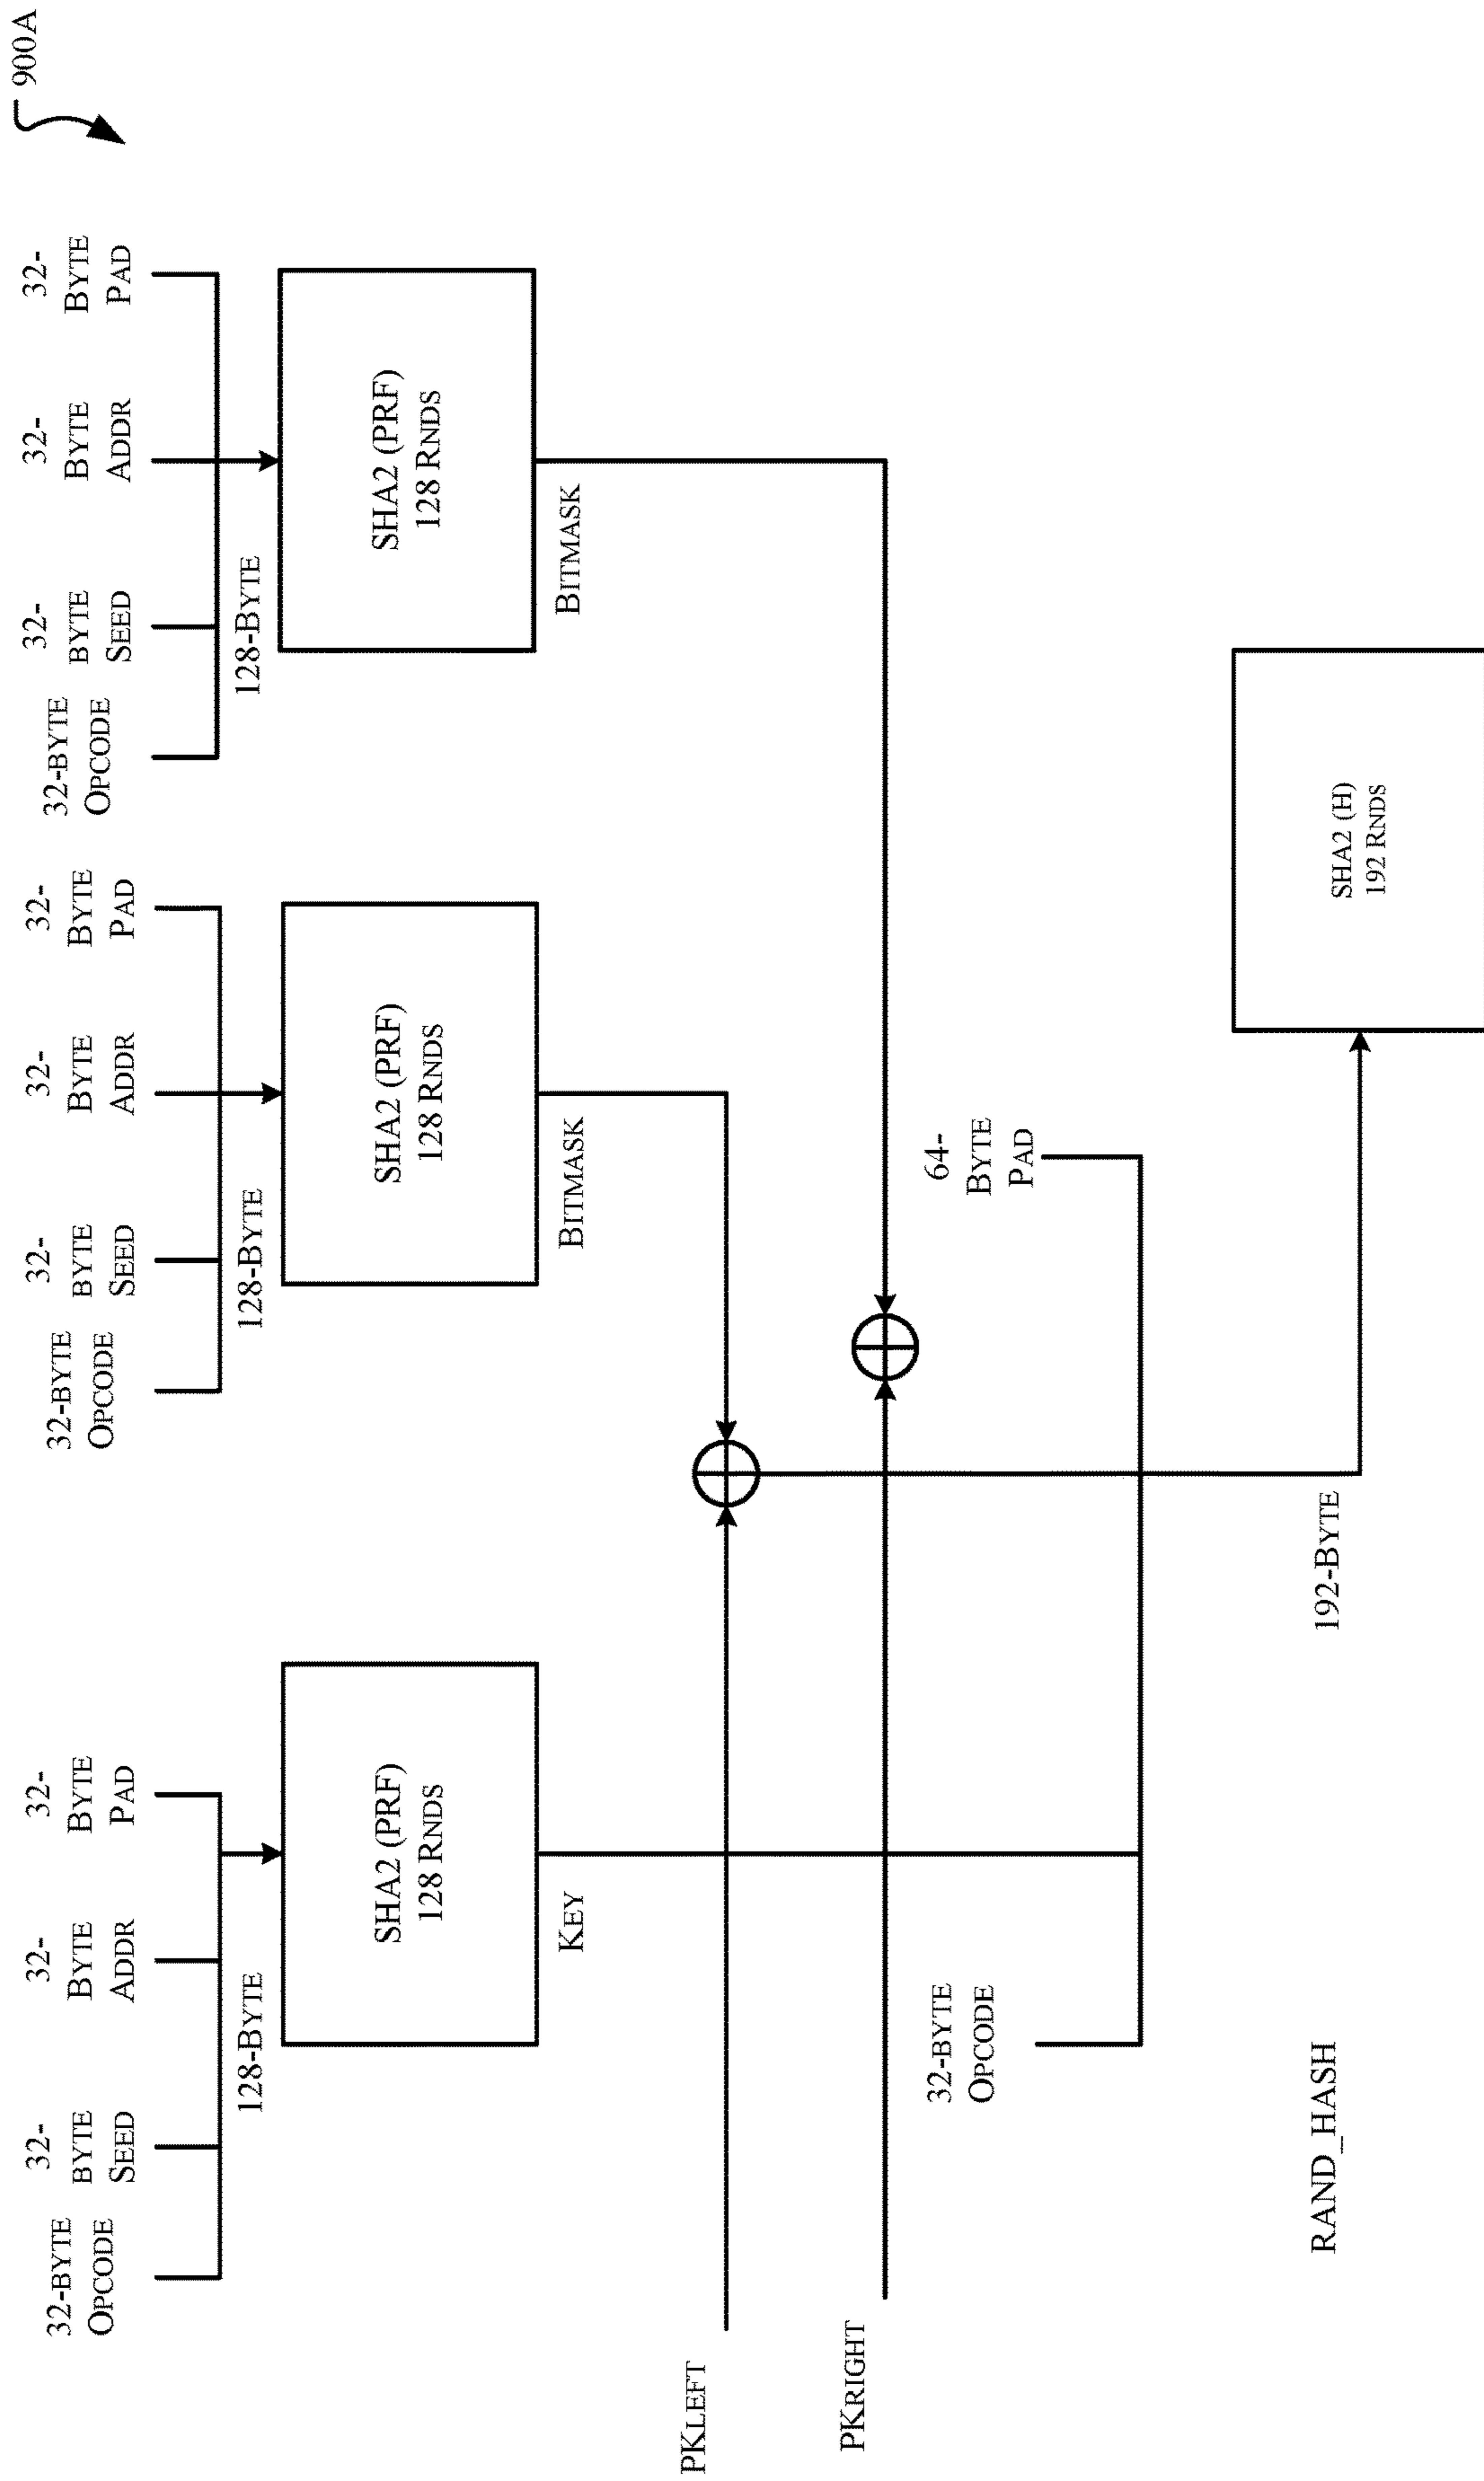 900A
32-BYTE
OPCODE
32-
BYTE
SEED
32-
BYTE
ADDR
32-
BYTE
PAD
32-BYTE
OPCODE
32-
BYTE
SEED
32-
BYTE
ADDR
32-
BYTE
PAD
32-BYTE
OPCODE
32-
BYTE
SEED
32-
BYTE
ADDR
32-
BYTE
PAD
128-BYTE
128-BYTE
128-BYTE
SHA2 (PRF)
128 RNDS
SHA2 (PRF)
128 RNDS
SHA2 (PRF)
128 RNDS
KEY
BITMASK
BITMASK
PKLEFT
PKRIGHT
32-BYTE
OPCODE
64-
BYTE
PAD
RAND_HASH
192-BYTE
SHA2 (H)
192 RNDS